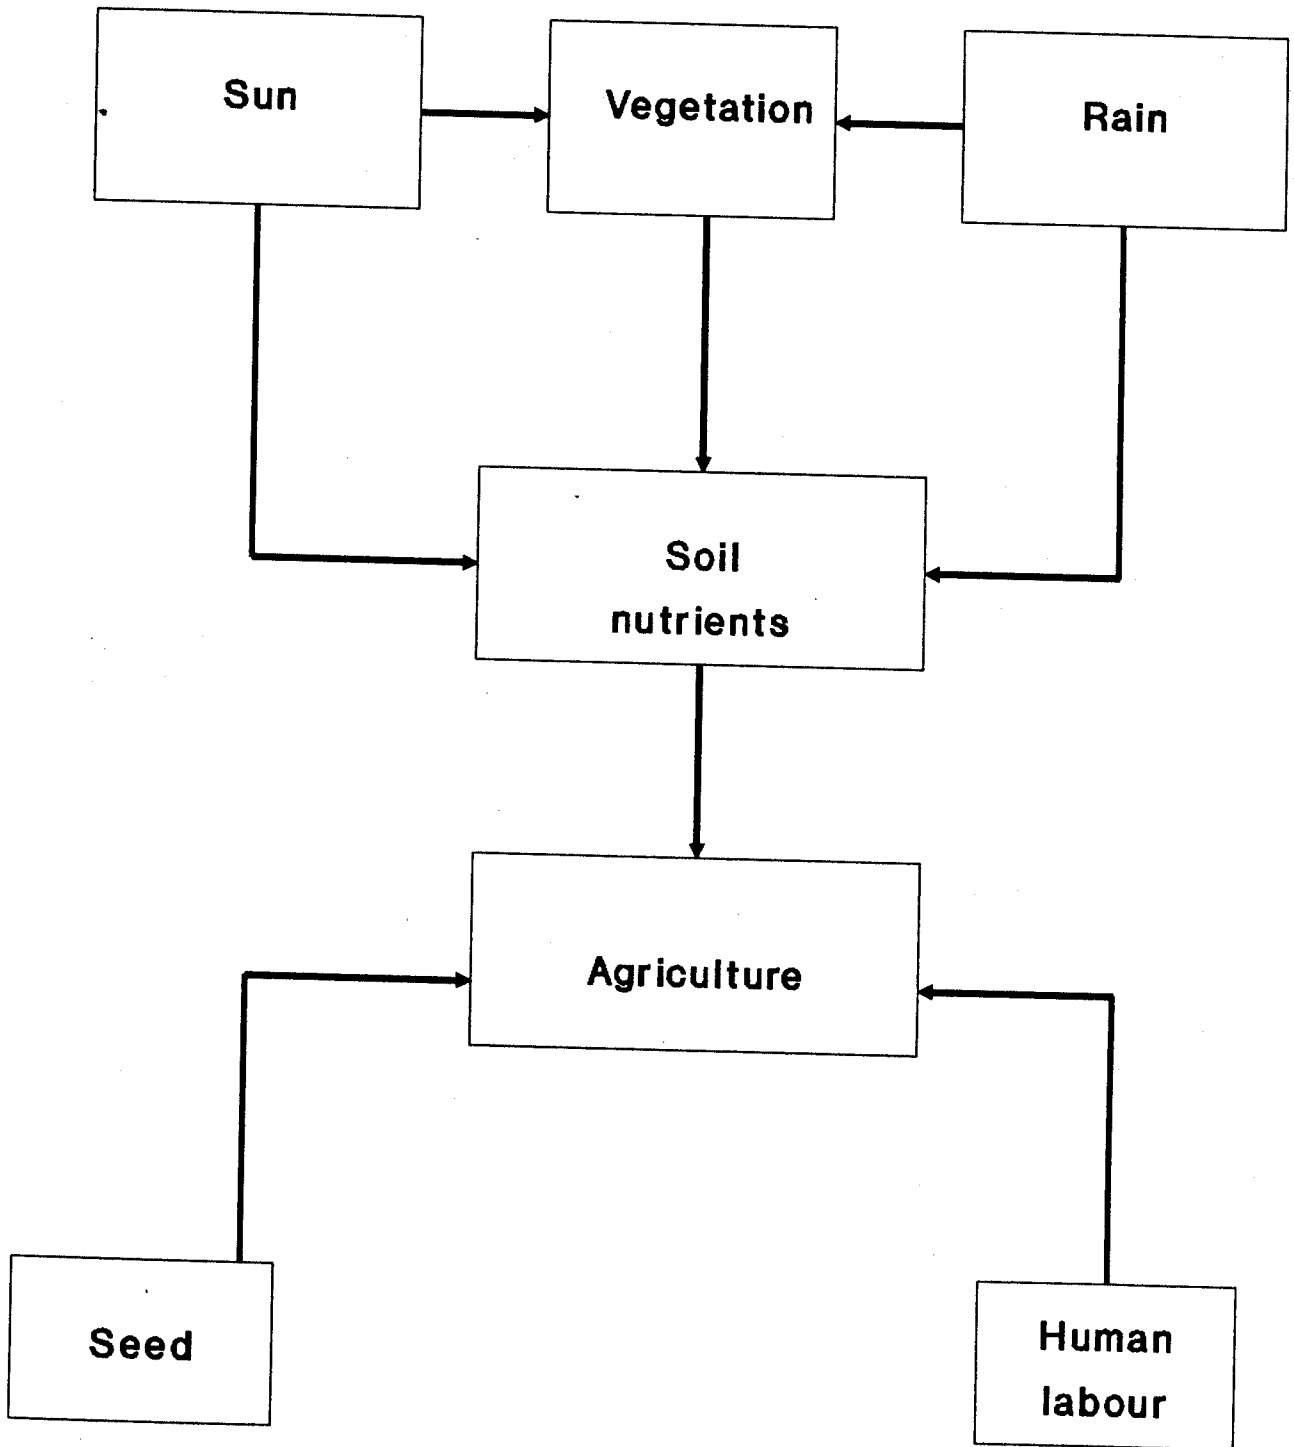 Sun
Vegetation
Rain
Soil
nutrients
Agriculture
Seed
Human
labour